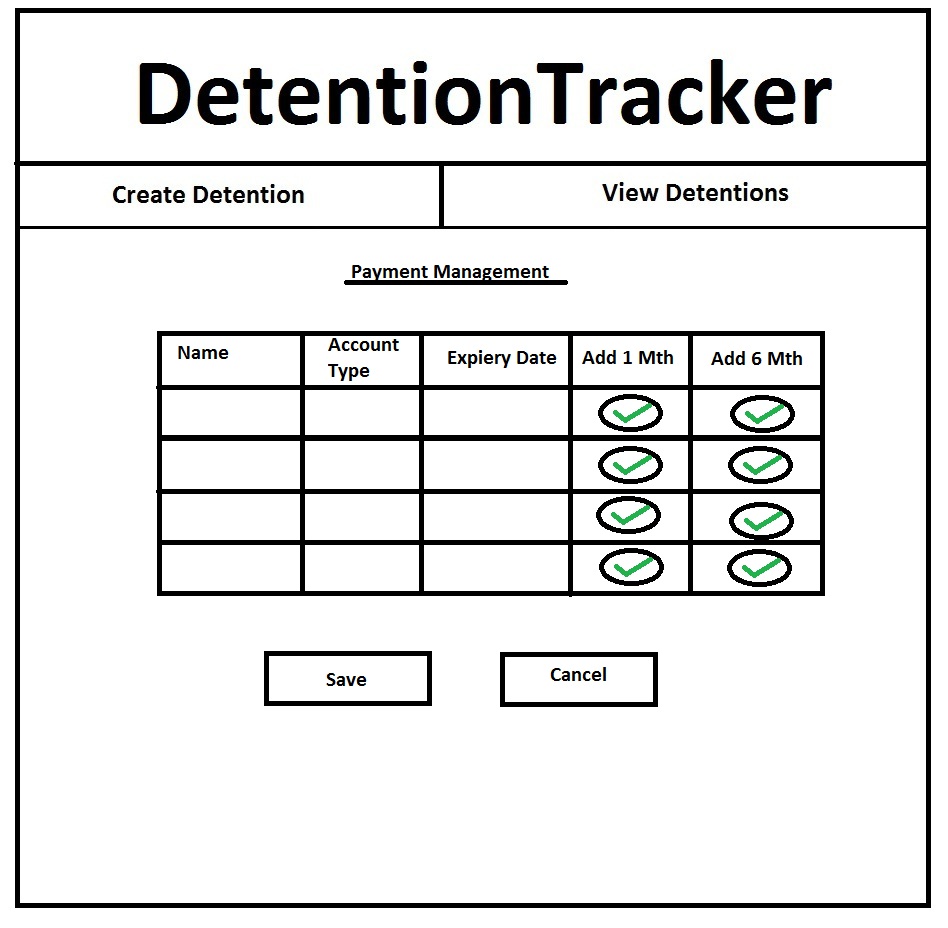 DetentionTracker
Create Detention
View Detentions
Payment Management
Name
Account
Type
Expiery Date
Add 1 Mth
Add 6 Mth
Save
Cancel